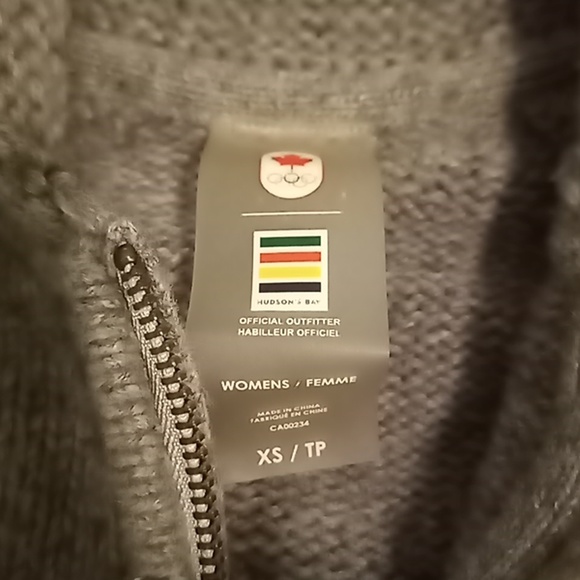 HUDSON'S BAY
OFFICIAL OUTFITTER
HABILLEUR OFFICIEL
WOMENS / FEMME
MADE IN CHINA
FABRIQUÉ EN CHINE
CA00234
XS / TP